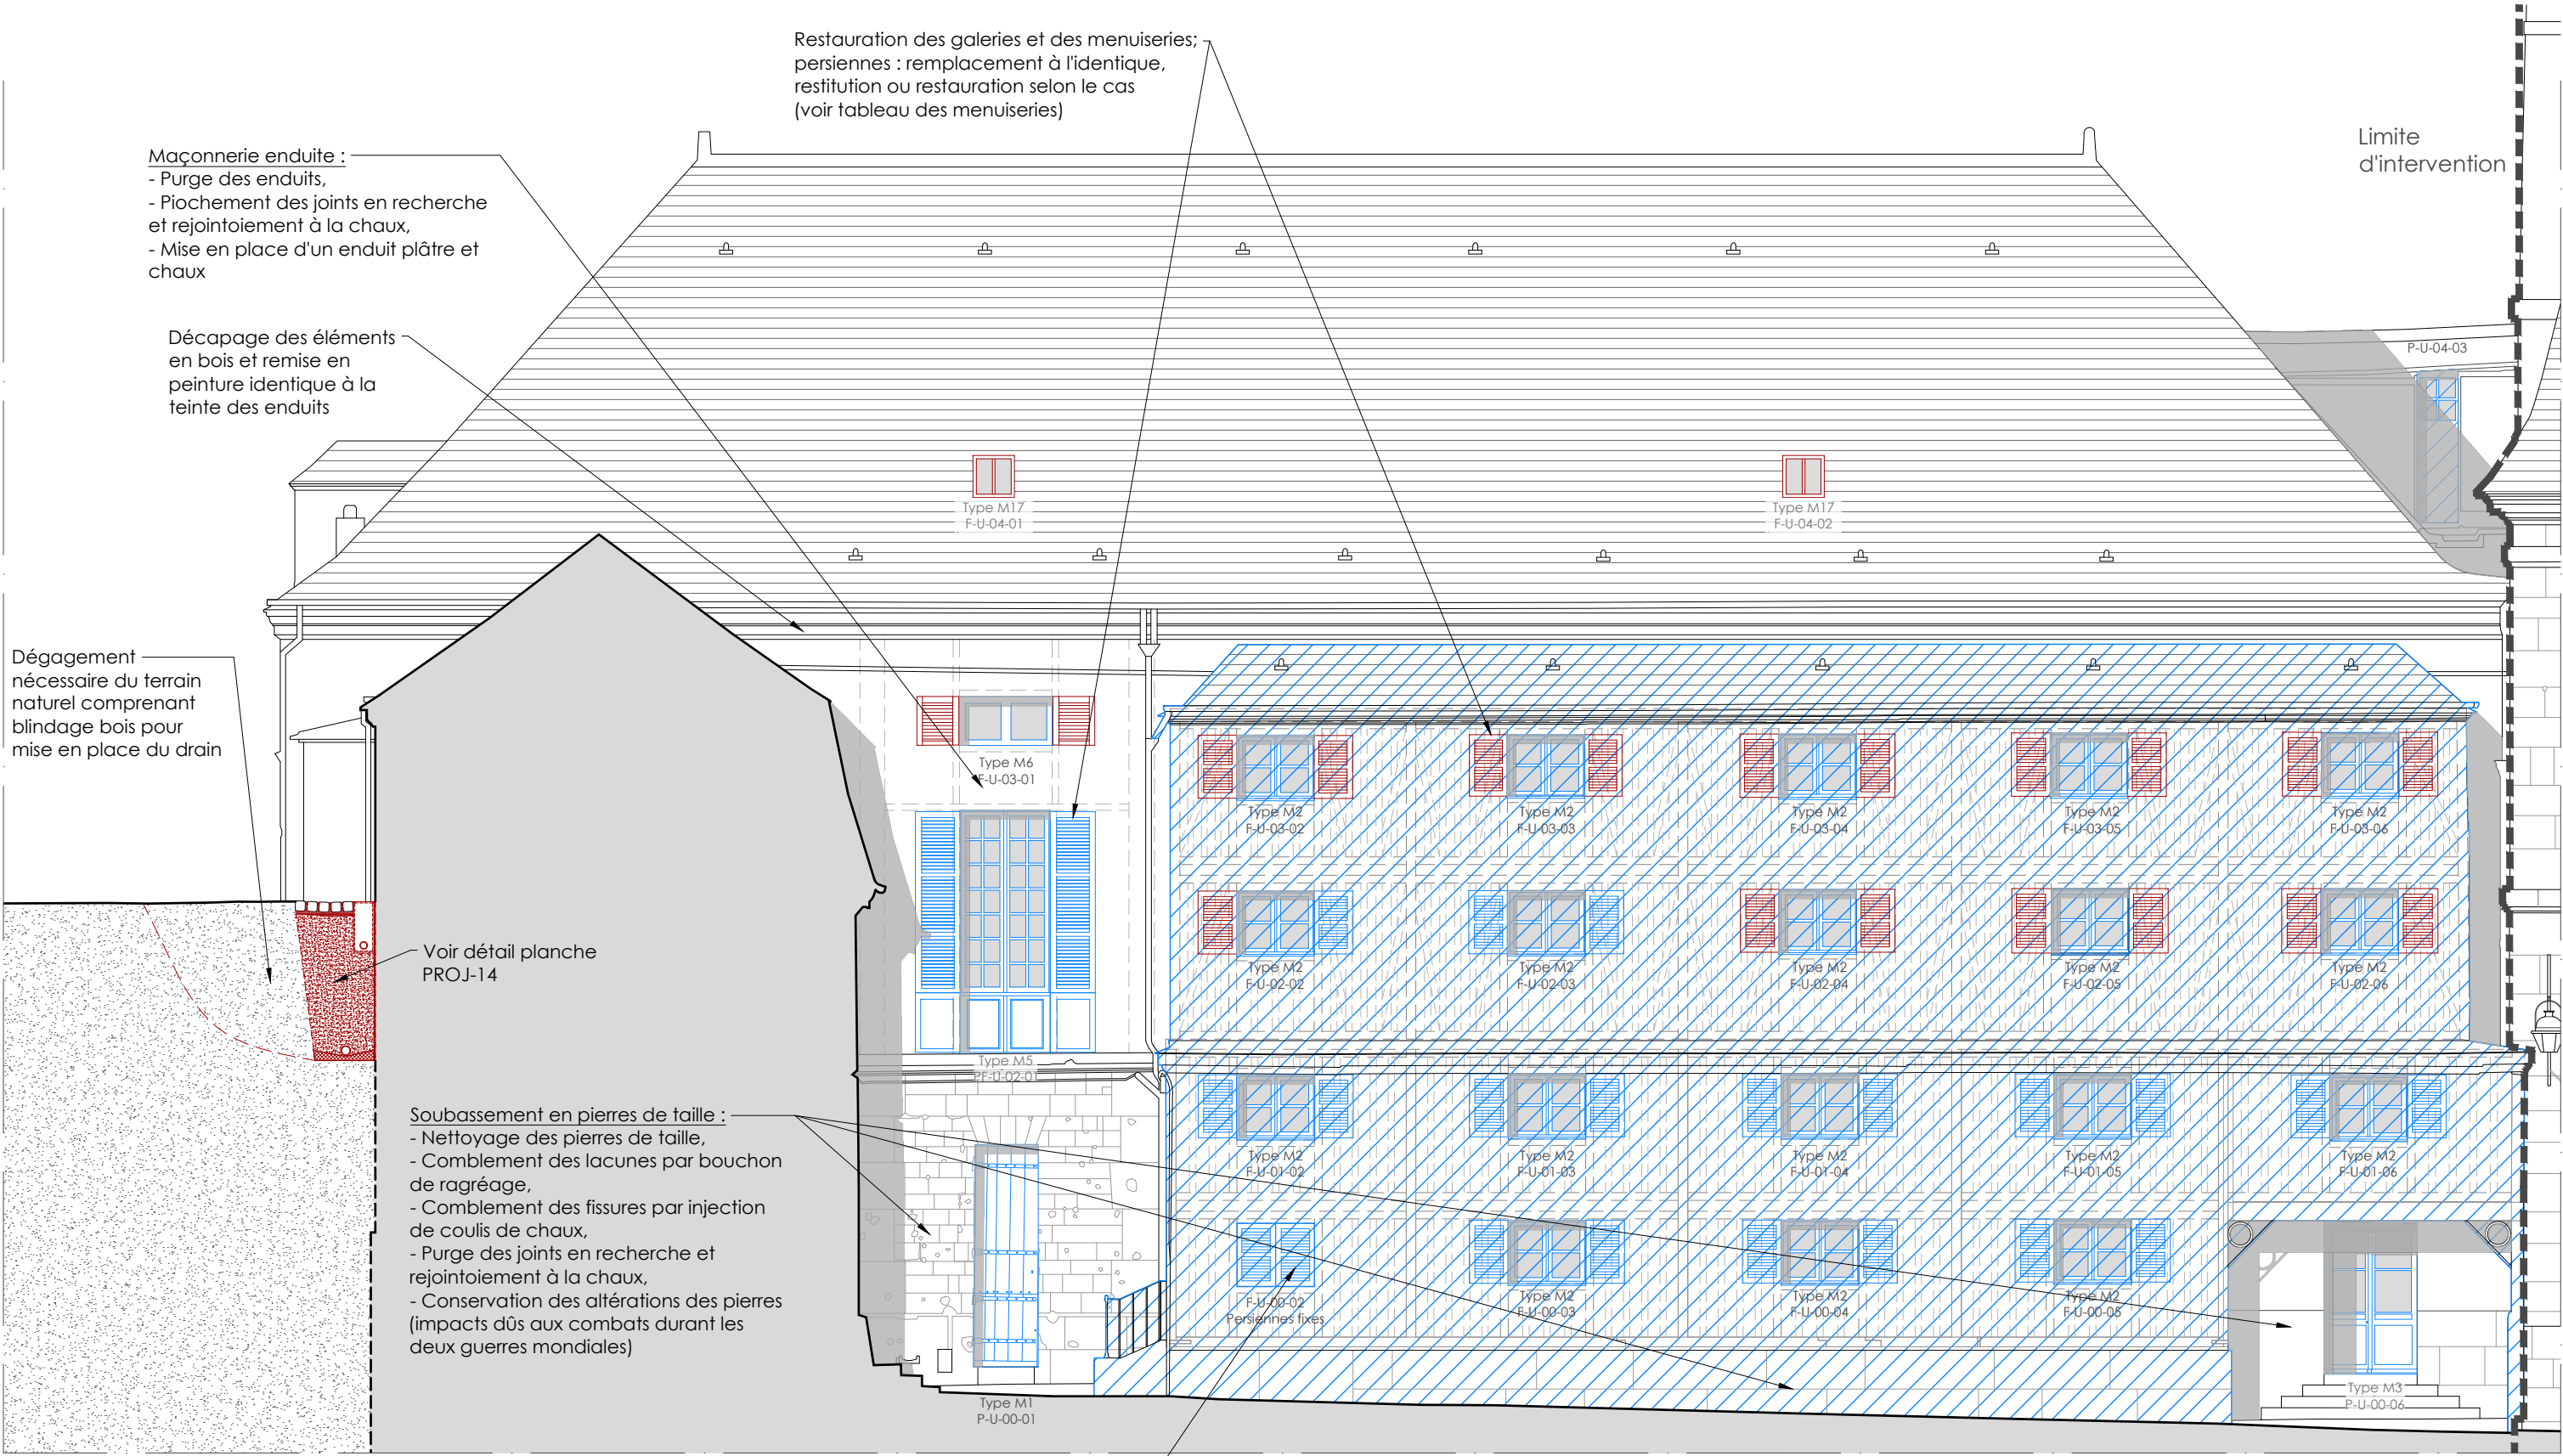 Restauration des galeries et des menuiseries;
persiennes : remplacement à l'identique,
restitution ou restauration selon le cas
(voir tableau des menuiseries)
Limite
d'intervention
Maçonnerie enduite :
- Purge des enduits,
- Piochement des joints en recherche
et rejointoiement à la chaux,
- Mise en place d'un enduit plâtre et
chaux
Décapage des éléments
en bois et remise en
peinture identique à la
teinte des enduits
P-U-04-03
Type M17
F-U-04-01
Type M17
F-U-04-02
Dégagement
nécessaire du terrain
naturel comprenant
blindage bois pour
mise en place du drain
Type M6
F-U-03-01
Type M2
F-U-03-02
Type M2
F-U-03-03
Type M2
F-U-03-04
Type M2
F-U-03-05
Type M2
F-U-03-06
Voir détail planche
PROJ-14
Type M2
F-U-02-02
Type M2
F-U-02-03
Type M2
F-U-02-04
Type M2
F-U-02-05
Type M2
F-U-02-06
Type M5
PF-U-02-01
Soubassement en pierres de taille :
- Nettoyage des pierres de taille,
- Comblement des lacunes par bouchon
de ragréage,
- Comblement des fissures par injection
de coulis de chaux,
- Purge des joints en recherche et
rejointoiement à la chaux,
- Conservation des altérations des pierres
(impacts dûs aux combats durant les
deux guerres mondiales)
Type M2
F-U-01-02
Type M2
F-U-01-03
Type M2
F-U-01-04
Type M2
F-U-01-05
Type M2
F-U-01-06
F-U-00-02
Persiennes fixes
Type M2
F-U-00-03
Type M2
F-U-00-04
Type M2
F-U-00-05
Type M1
P-U-00-01
Type M3
P-U-00-06